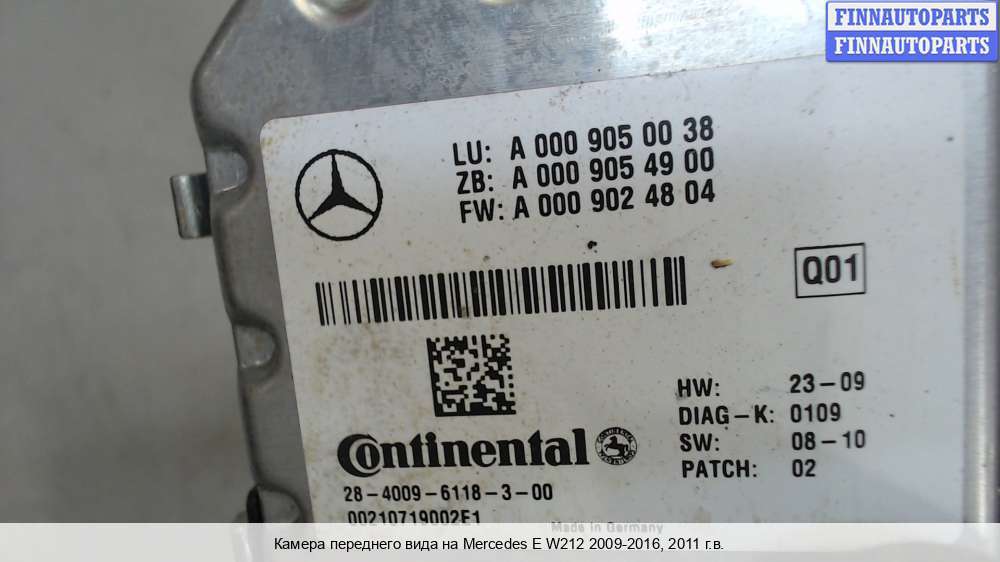 FINNAUTOPARTS
FINNAUTOPARTS
LU: A 000 905 00 38
ZB: A 000 905 49 00
FW: A 000 902 48 04
Q01
HW: 23-09
DIAG-K: 0109
SW: 08-10
PATCH: 02
Continental
28-4009-6118-3-00
00210719002E1
Made in Germany
Камера переднего вида на Mercedes E W212 2009-2016, 2011 г.в.